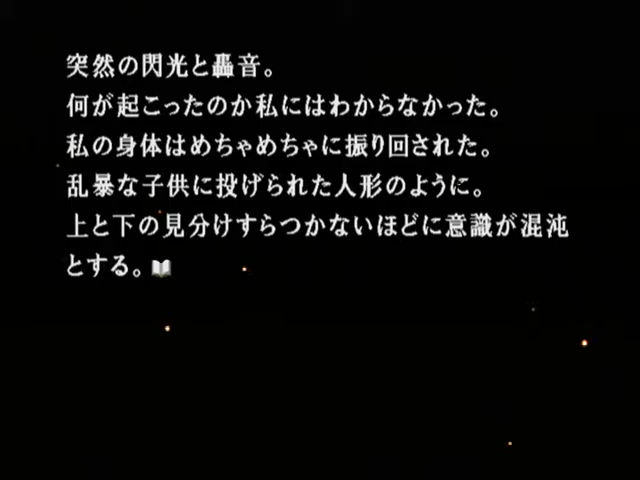 突然の閃光と轟音。
何が起こったのか私にはわからなかった。
私の身体はめちゃめちゃに振り回された。
乱暴な子供に投げられた人形のように。
上と下の見分けすらつかないほどに意識が混沌
とする。